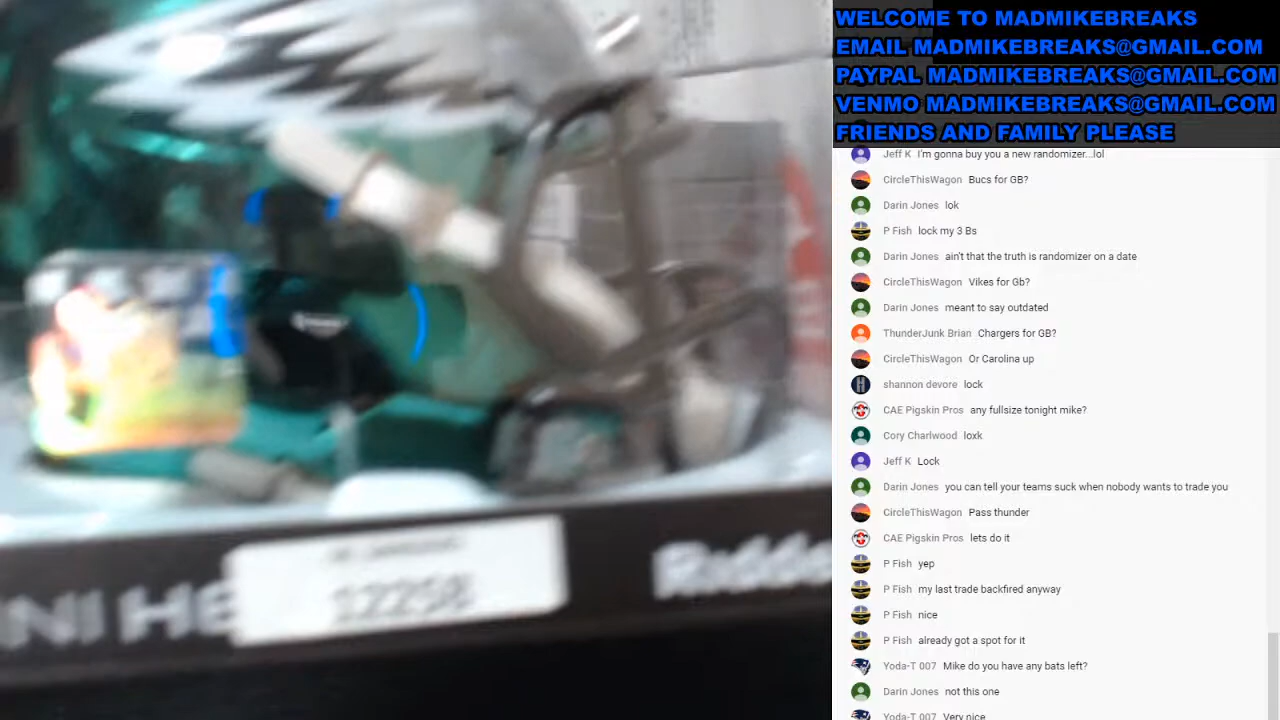 WELCOME TO MADMIKEBREAKS
EMAIL MADMIKEBREAKS@GMAIL.COM
PAYPAL MADMIKEBREAKS@GMAIL.COM
VENMO MADMIKEBREAKS@GMAIL.COM
FRIENDS AND FAMILY PLEASE
Jeff K I'm gonna buy you a new randomizer...lol
CircleThisWagon Bucs for GB?
Darin Jones lok
P Fish lock my 3 Bs
Darin Jones ain't that the truth is randomizer on a date
CircleThisWagon Vikes for Gb?
Darin Jones meant to say outdated
ThunderJunk Brian Chargers for GB?
CircleThisWagon Or Carolina up
shannon devore lock
CAE Pigskin Pros any fullsize tonight mike?
Cory Charlwood loxk
Jeff K Lock
Darin Jones you can tell your teams suck when nobody wants to trade you
CircleThisWagon Pass thunder
CAE Pigskin Pros lets do it
P Fish yep
P Fish my last trade backfired anyway
P Fish nice
P Fish already got a spot for it
Yoda-T 007 Mike do you have any bats left?
Darin Jones not this one
Yoda-T 007 Very nice